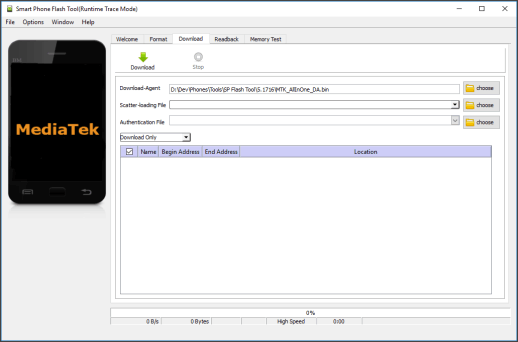 Smart Phone Flash Tool(Runtime Trace Mode)
File Options Window Help
Welcome Format Download Readback Memory Test
Download Stop
Download-Agent D:\Dev\Phones\Tools\SP Flash Tool\5.1716\MTK_AllInOne_DA.bin choose
Scatter-loading File choose
Authentication File choose
Download Only
Name Begin Address End Address Location
MediaTek
0%
0 B/s 0 Bytes High Speed 0:00